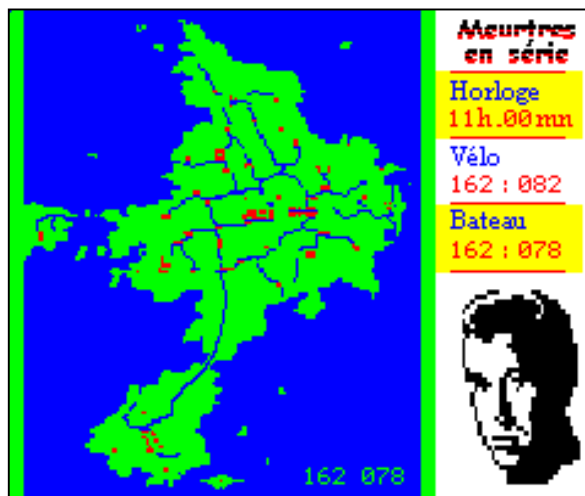 Meurtres
en série
Horloge
11h.00mn
Vélo
162:082
Bateau
162:078
162 078